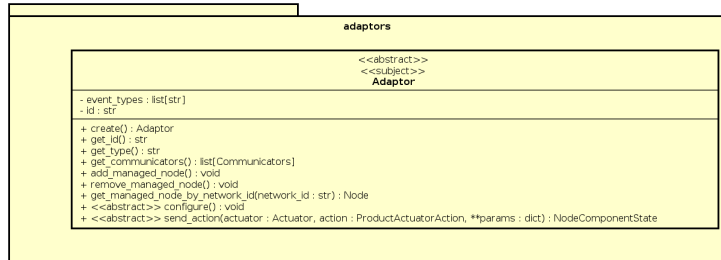 adaptors
<<abstract>>
<<subject>>
Adaptor
- event_types : list[str]
- id : str
+ create() : Adaptor
+ get_id() : str
+ get_type() : str
+ get_communicators() : list[Communicators]
+ add_managed_node() : void
+ remove_managed_node() : void
+ get_managed_node_by_network_id(network_id : str) : Node
+ <<abstract>> configure() : void
+ <<abstract>> send_action(actuator : Actuator, action : ProductActuatorAction, **params : dict) : NodeComponentState